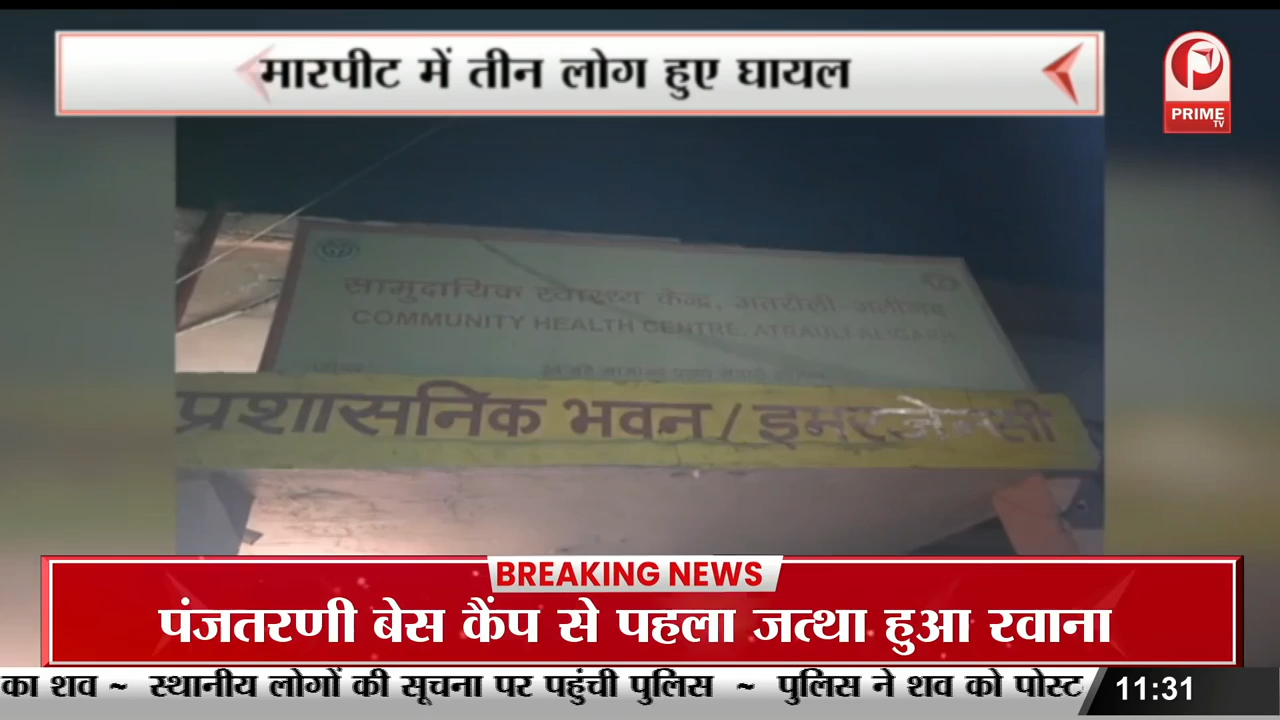 मारपीट में तीन लोग हुए घायल
PRIME
TV
सामुदायिक स्वास्थ्य केन्द्र, अतरौली-अलीगढ़
COMMUNITY HEALTH CENTRE, ATRAULI ALIGARH
प्रशासनिक भवन / इमरजेन्सी
BREAKING NEWS
पंजतरणी बेस कैंप से पहला जत्था हुआ रवाना
का शव ~ स्थानीय लोगों की सूचना पर पहुंची पुलिस ~ पुलिस ने शव को पोस्ट
11:31